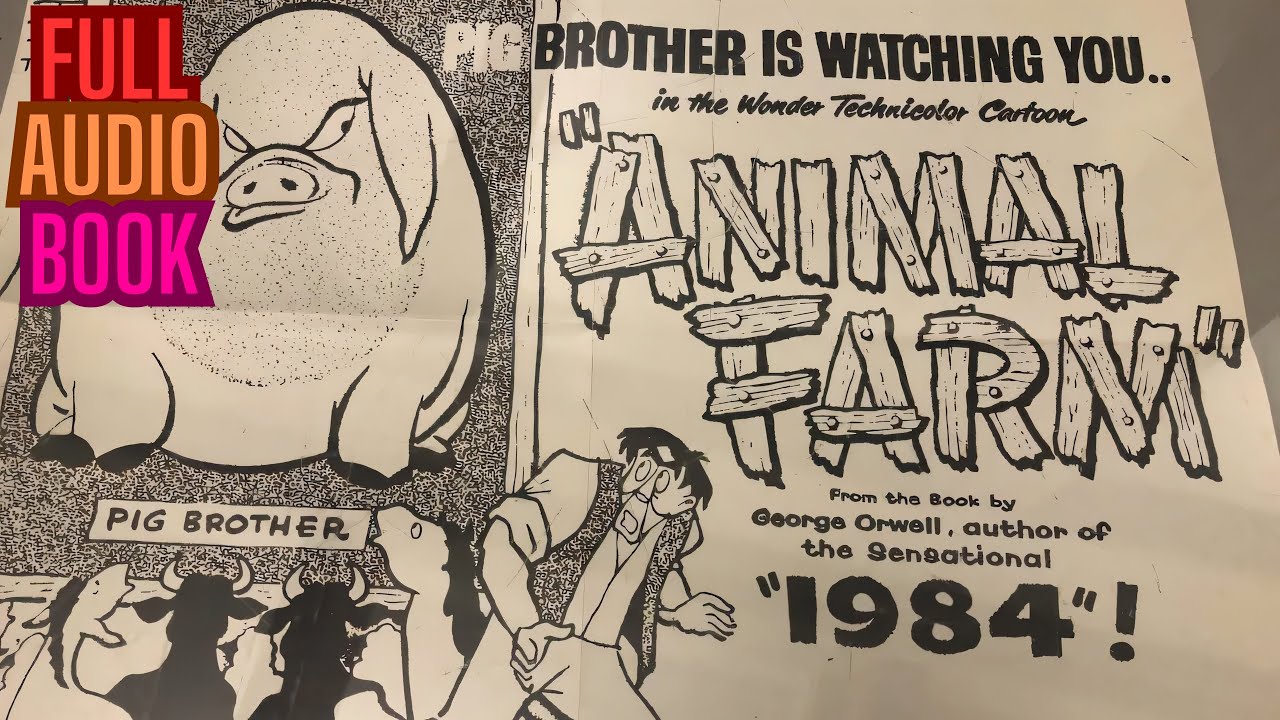 FULL
AUDIO
BOOK
PIG BROTHER IS WATCHING YOU..
in the Wonder Technicolor Cartoon
"ANIMAL
FARM"
From the Book by
George Orwell, author of
the Sensational
"1984"!
PIG BROTHER